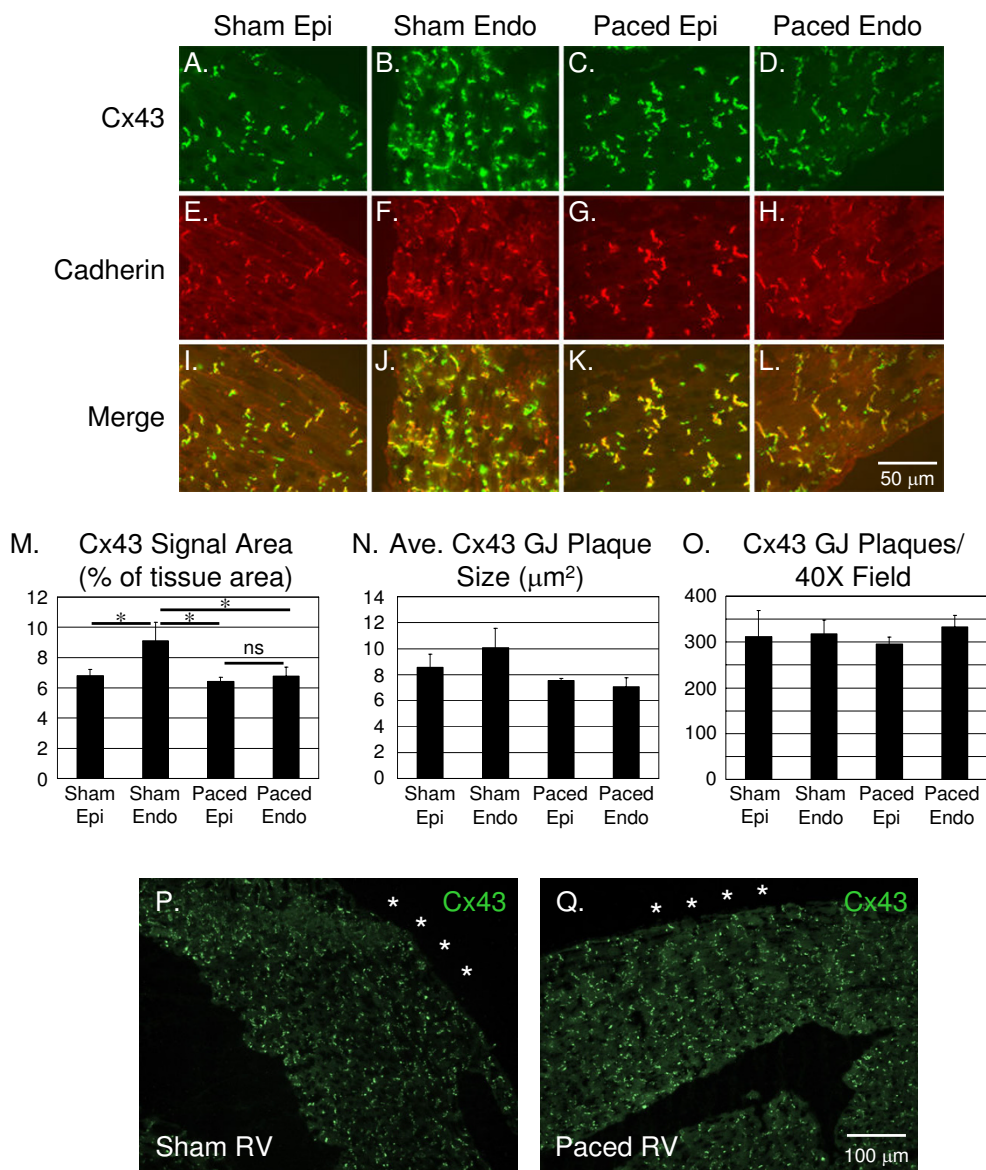 Sham Epi Sham Endo Paced Epi Paced Endo
A. B. C. D.
Cx43
E. F. G. H.
Cadherin
I. J. K. L.
Merge
50 μm
M. Cx43 Signal Area
(% of tissue area)
12
10
8
6
4
2
0
*
* *
ns
Sham Epi
Sham Endo
Paced Epi
Paced Endo
N. Ave. Cx43 GJ Plaque
Size (μm²)
14
12
10
8
6
4
2
0
Sham Epi
Sham Endo
Paced Epi
Paced Endo
O. Cx43 GJ Plaques/
40X Field
400
300
200
100
0
Sham Epi
Sham Endo
Paced Epi
Paced Endo
P. Cx43
* * * *
Sham RV
Q. Cx43
* * * *
Paced RV
100 μm